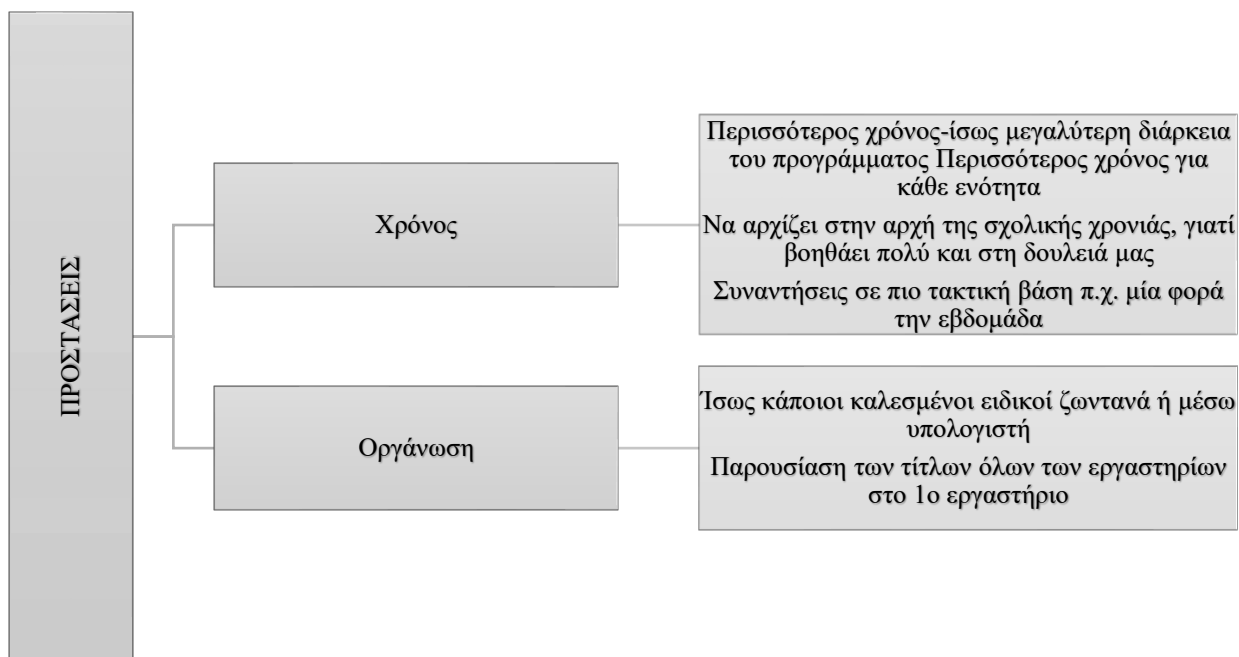 ΠΡΟΣΤΑΣΕΙΣ
Χρόνος
Περισσότερος χρόνος-ίσως μεγαλύτερη διάρκεια
του προγράμματος Περισσότερος χρόνος για
κάθε ενότητα
Να αρχίζει στην αρχή της σχολικής χρονιάς, γιατί
βοηθάει πολύ και στη δουλειά μας
Συναντήσεις σε πιο τακτική βάση π.χ. μία φορά
την εβδομάδα
Οργάνωση
Ίσως κάποιοι καλεσμένοι ειδικοί ζωντανά ή μέσω
υπολογιστή
Παρουσίαση των τίτλων όλων των εργαστηρίων
στο 1ο εργαστήριο